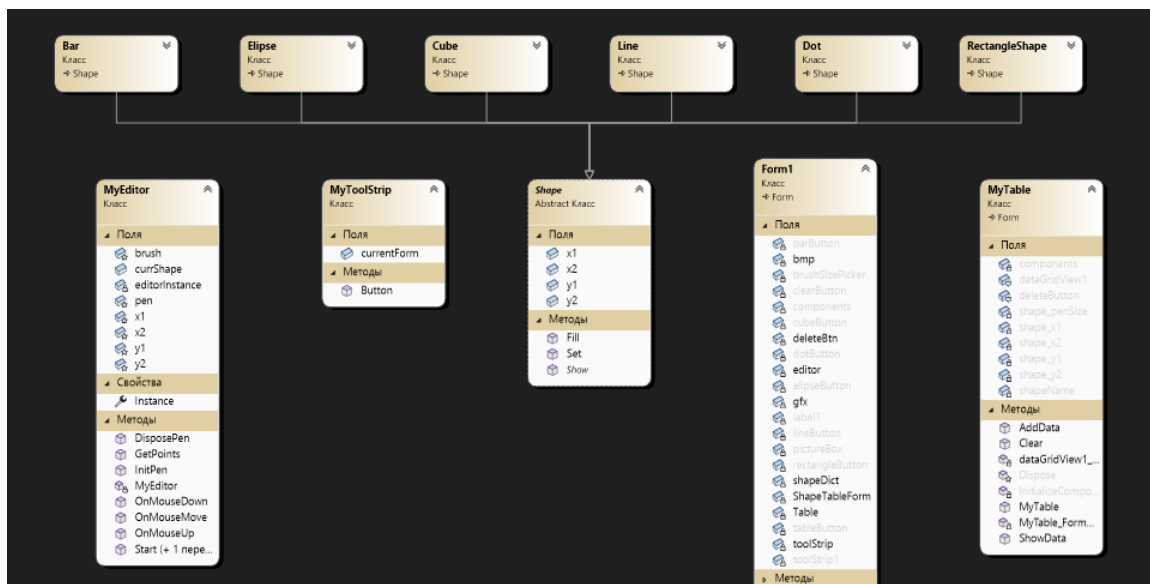 Bar
Класс
Shape
Elipse
Класс
Shape
Cube
Класс
Shape
Line
Класс
Shape
Dot
Класс
Shape
RectangleShape
Класс
Shape
MyEditor
Класс
Поля
brush
currShape
editorInstance
pen
x1
x2
y1
y2
Свойства
Instance
Методы
DisposePen
GetPoints
InitPen
MyEditor
OnMouseDown
OnMouseMove
OnMouseUp
Start (+ 1 пере...
MyToolStrip
Класс
Поля
currentForm
Методы
Button
Shape
Abstract Класс
Поля
x1
x2
y1
y2
Методы
Fill
Set
Show
Form1
Класс
Form
Поля
barButton
bmp
brushSizePicker
clearButton
components
cubeButton
deleteBtn
dotButton
editor
elipseButton
gfx
label1
lineButton
pictureBox
rectangleButton
shapeDict
ShapeTableForm
Table
tableButton
toolStrip
toolStrip1
Методы
MyTable
Класс
Form
Поля
components
dataGridView1
deleteButton
shape_penSize
shape_x1
shape_x2
shape_y1
shape_y2
shapeName
Методы
AddData
Clear
dataGridView1_...
Dispose
InitializeCompo...
MyTable
MyTable_Form...
ShowData